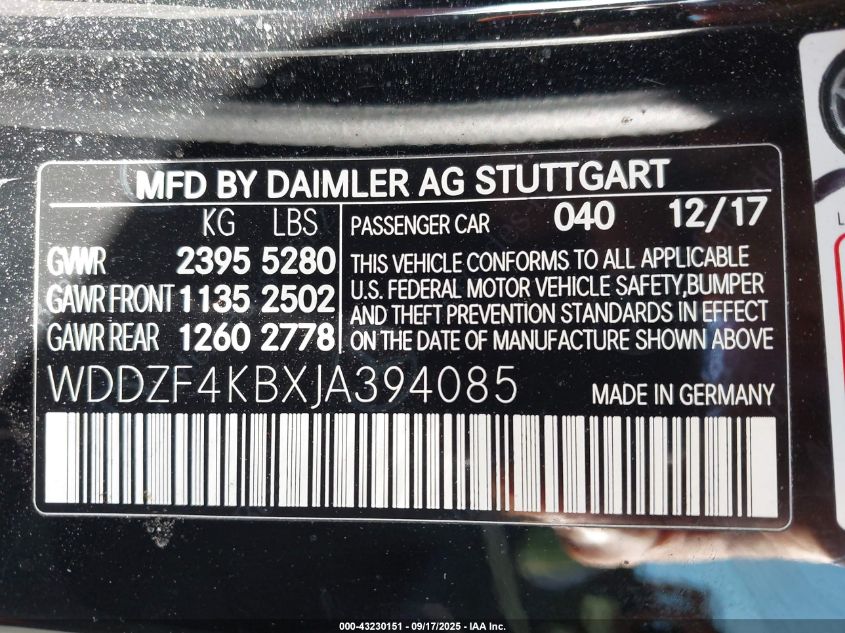 MFD BY DAIMLER AG STUTTGART
KG LBS
GVWR 2395 5280
GAWR FRONT 1135 2502
GAWR REAR 1260 2778
PASSENGER CAR 040 12/17
THIS VEHICLE CONFORMS TO ALL APPLICABLE
U.S. FEDERAL MOTOR VEHICLE SAFETY,BUMPER
AND THEFT PREVENTION STANDARDS IN EFFECT
ON THE DATE OF MANUFACTURE SHOWN ABOVE
WDDZF4KBXJA394085 MADE IN GERMANY
L
000-43230151 - 09/17/2025 - IAA Inc.